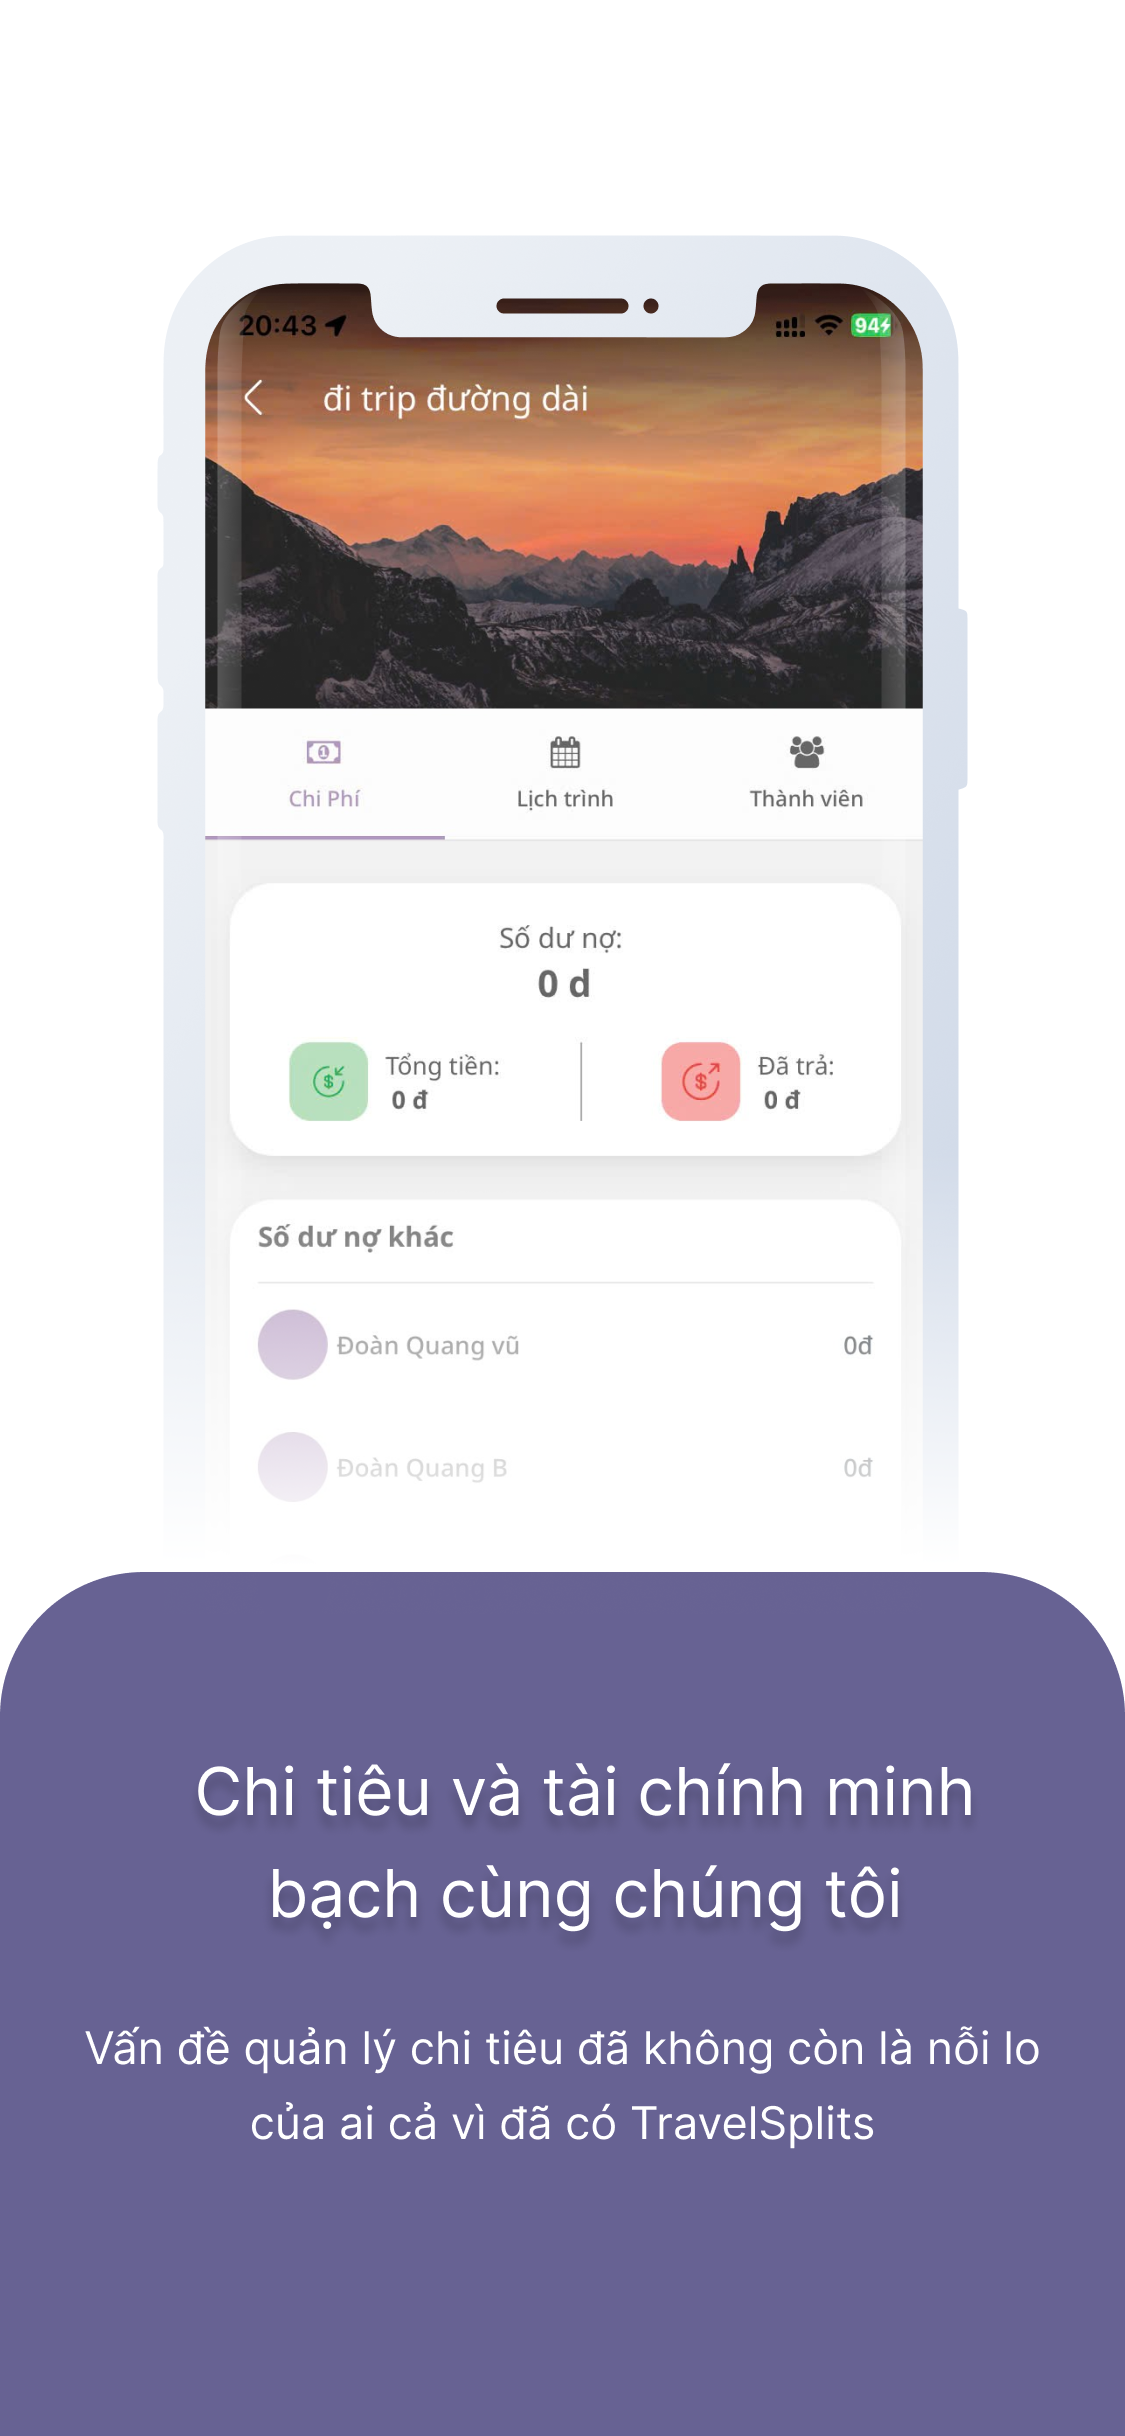 20:43
94
đi trip đường dài
Chi Phí
Lịch trình
Thành viên
Số dư nợ:
0 d
Tổng tiền:
0 đ
Đã trả:
0 đ
Số dư nợ khác
Đoàn Quang vũ 0đ
Đoàn Quang B 0đ
Chi tiêu và tài chính minh
bạch cùng chúng tôi
Vấn đề quản lý chi tiêu đã không còn là nỗi lo
của ai cả vì đã có TravelSplits